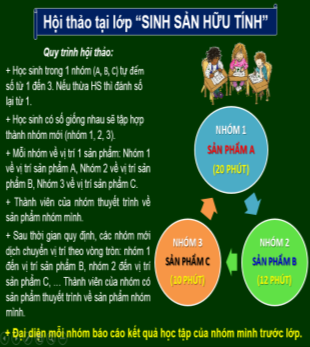 Hội thảo tại lớp “SINH SẢN HỮU TÍNH”
Quy trình hội thảo:
+ Học sinh trong 1 nhóm (A, B, C) tự đếm
số từ 1 đến 3. Nếu thừa HS thì đánh số
lại từ 1.
+ Học sinh có số giống nhau sẽ tập hợp
thành nhóm mới (nhóm 1, 2, 3).
+ Mỗi nhóm về vị trí 1 sản phẩm: Nhóm 1
về vị trí sản phẩm A, Nhóm 2 về vị trí sản
phẩm B, Nhóm 3 về vị trí sản phẩm C.
+ Thành viên của nhóm thuyết trình về
sản phẩm nhóm mình.
+ Sau thời gian quy định, các nhóm mới
dịch chuyển vị trí theo vòng tròn: nhóm 1
đến vị trí sản phẩm B, nhóm 2 đến vị trí
sản phẩm C, … Thành viên của nhóm có
sản phẩm thuyết trình về sản phẩm nhóm
mình.
NHÓM 1
SẢN PHẨM A
(20 PHÚT)
NHÓM 2
SẢN PHẨM B
(12 PHÚT)
NHÓM 3
SẢN PHẨM C
(10 PHÚT)
+ Đại diện mỗi nhóm báo cáo kết quả học tập của nhóm mình trước lớp.